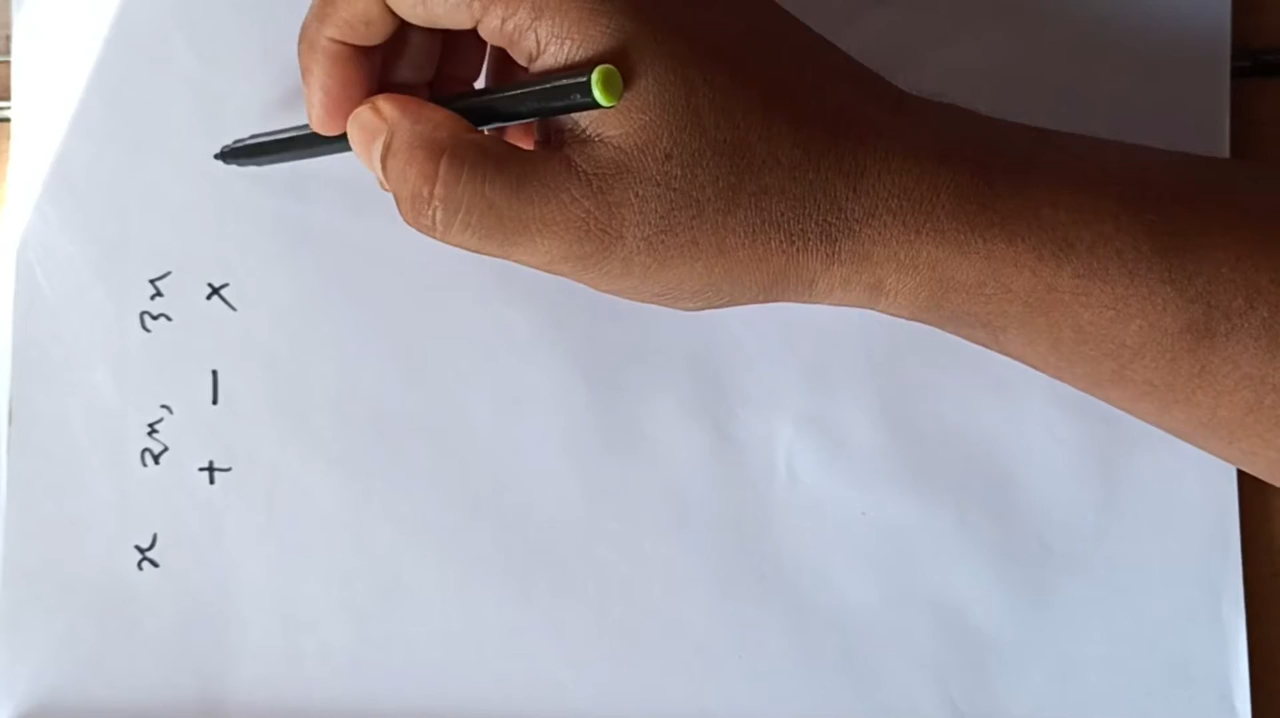 x 2x, 3x
+ - ×